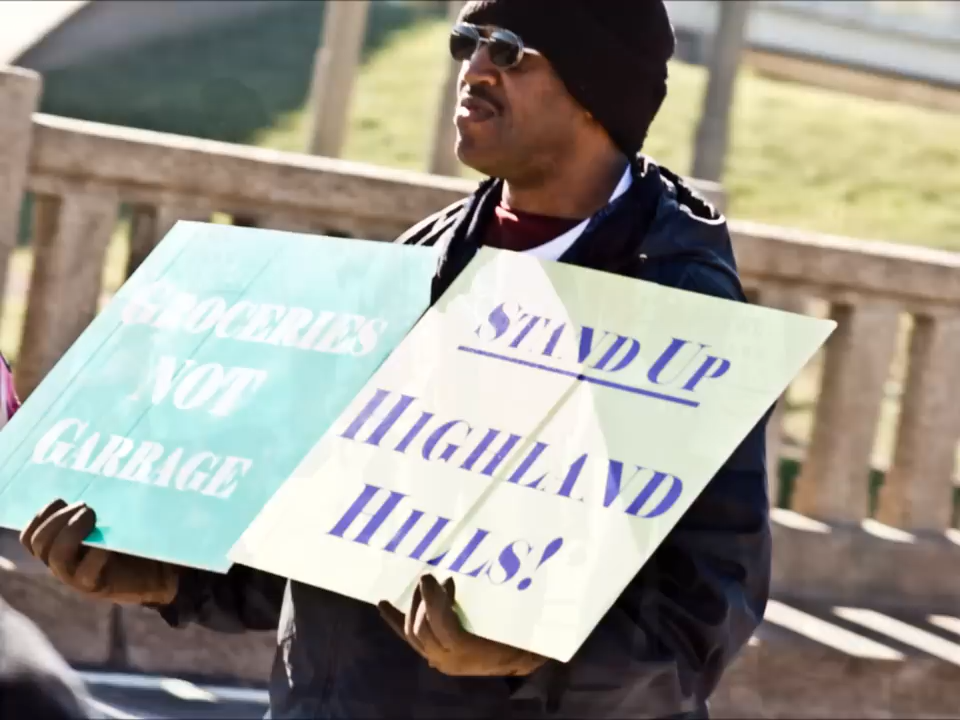 GROCERIES
NOT
GARBAGE
STAND UP
HIGHLAND
HILLS!